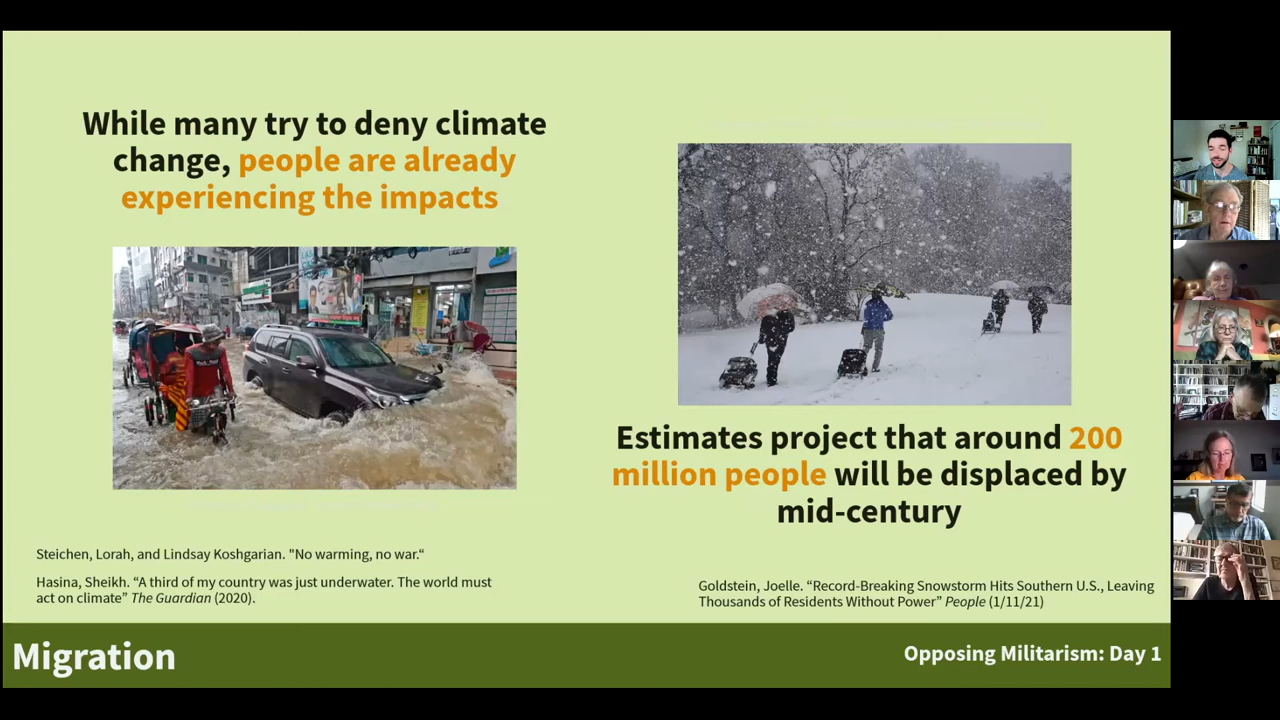 While many try to deny climate
change, people are already
experiencing the impacts
Estimates project that around 200
million people will be displaced by
mid-century
Steichen, Lorah, and Lindsay Koshgarian. "No warming, no war.“
Hasina, Sheikh. “A third of my country was just underwater. The world must
act on climate” The Guardian (2020).
Goldstein, Joelle. “Record-Breaking Snowstorm Hits Southern U.S., Leaving
Thousands of Residents Without Power” People (1/11/21)
Migration
Opposing Militarism: Day 1